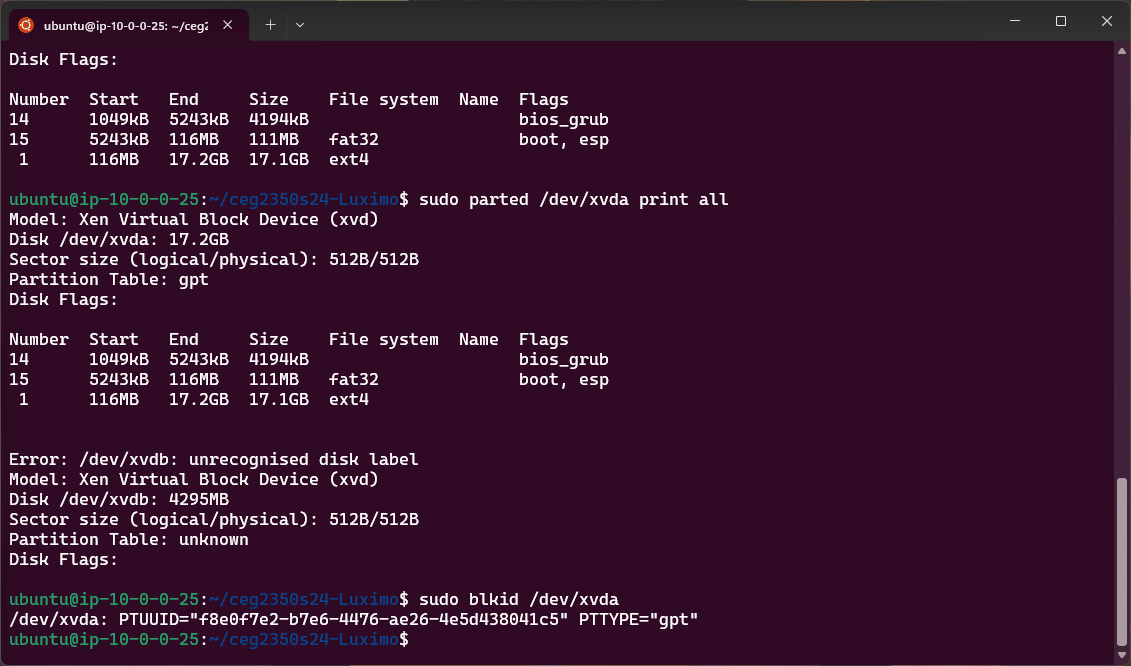 ubuntu@ip-10-0-0-25: ~/ceg2
Disk Flags:
Number  Start   End     Size    File system  Name  Flags
14      1049kB  5243kB  4194kB                     bios_grub
15      5243kB  116MB   111MB   fat32              boot, esp
 1      116MB   17.2GB  17.1GB  ext4
ubuntu@ip-10-0-0-25:~/ceg2350s24-Luximo$ sudo parted /dev/xvda print all
Model: Xen Virtual Block Device (xvd)
Disk /dev/xvda: 17.2GB
Sector size (logical/physical): 512B/512B
Partition Table: gpt
Disk Flags:
Number  Start   End     Size    File system  Name  Flags
14      1049kB  5243kB  4194kB                     bios_grub
15      5243kB  116MB   111MB   fat32              boot, esp
 1      116MB   17.2GB  17.1GB  ext4
Error: /dev/xvdb: unrecognised disk label
Model: Xen Virtual Block Device (xvd)
Disk /dev/xvdb: 4295MB
Sector size (logical/physical): 512B/512B
Partition Table: unknown
Disk Flags:
ubuntu@ip-10-0-0-25:~/ceg2350s24-Luximo$ sudo blkid /dev/xvda
/dev/xvda: PTUUID="f8e0f7e2-b7e6-4476-ae26-4e5d438041c5" PTTYPE="gpt"
ubuntu@ip-10-0-0-25:~/ceg2350s24-Luximo$